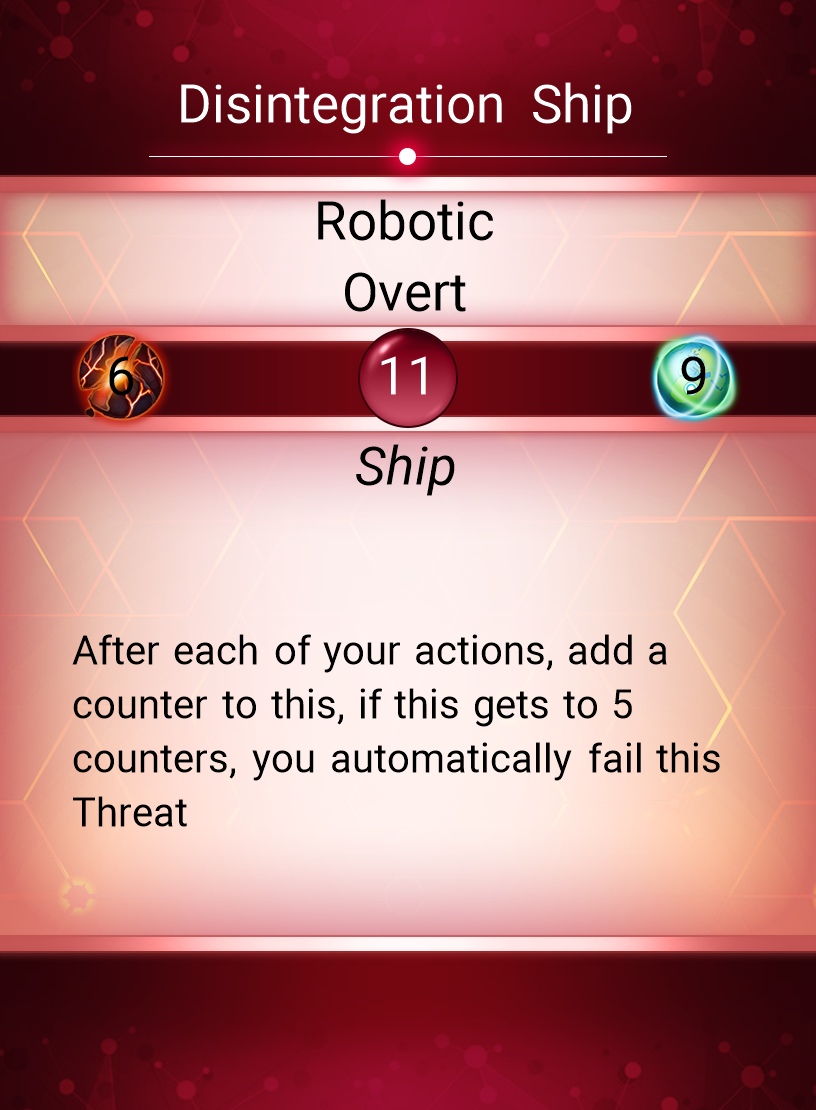 Disintegration Ship
Robotic
Overt
6 11 9
Ship
After each of your actions, add a
counter to this, if this gets to 5
counters, you automatically fail this
Threat